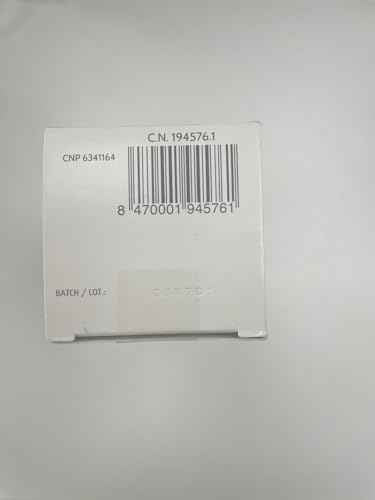 C.N. 194576.1
CNP 6341164
8 470001 945761
BATCH / LOT.: